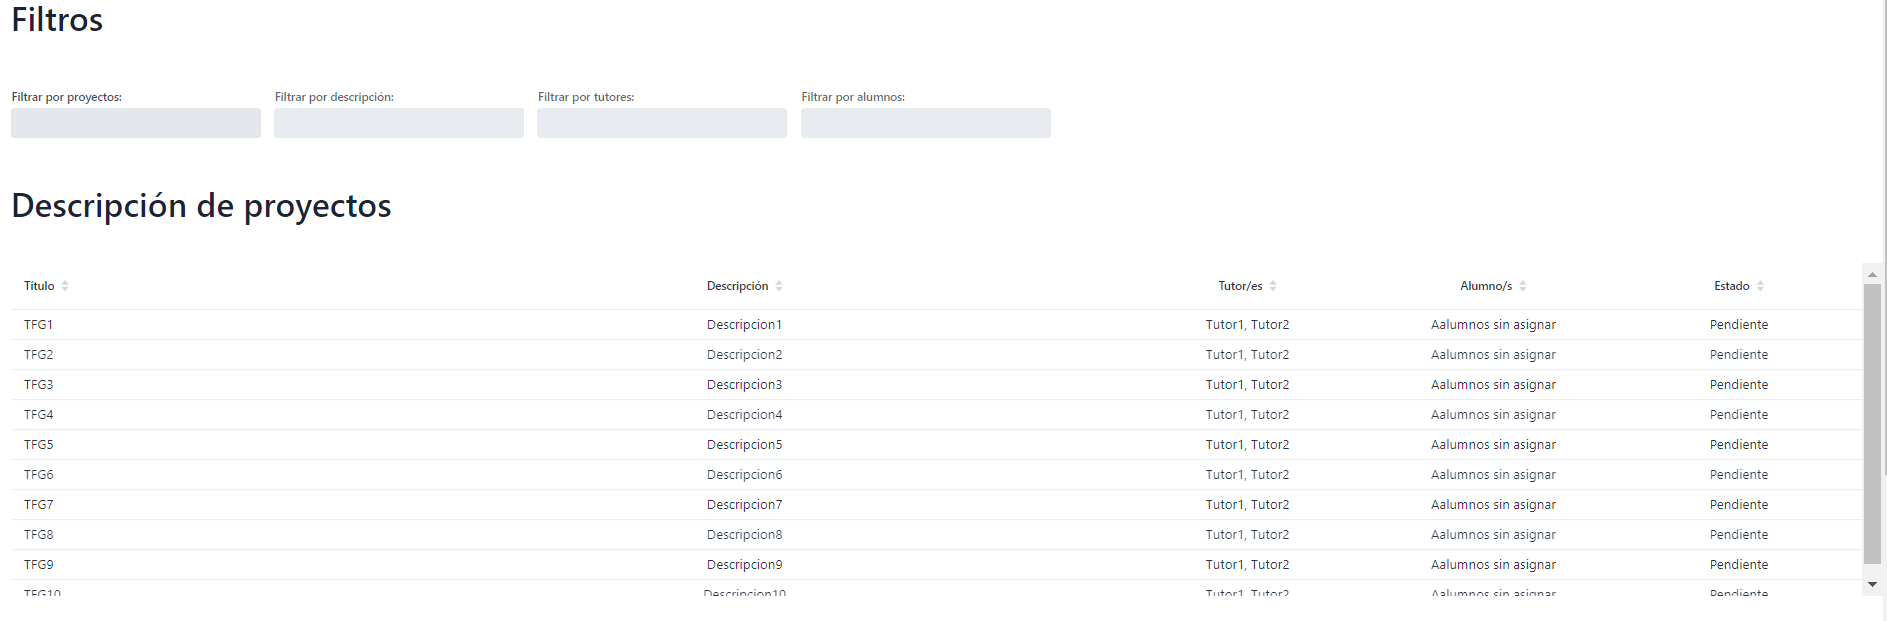 Filtros
Filtrar por proyectos: Filtrar por descripción: Filtrar por tutores: Filtrar por alumnos:
Descripción de proyectos
Título Descripción Tutor/es Alumno/s Estado
TFG1 Descripcion1 Tutor1, Tutor2 Aalumnos sin asignar Pendiente
TFG2 Descripcion2 Tutor1, Tutor2 Aalumnos sin asignar Pendiente
TFG3 Descripcion3 Tutor1, Tutor2 Aalumnos sin asignar Pendiente
TFG4 Descripcion4 Tutor1, Tutor2 Aalumnos sin asignar Pendiente
TFG5 Descripcion5 Tutor1, Tutor2 Aalumnos sin asignar Pendiente
TFG6 Descripcion6 Tutor1, Tutor2 Aalumnos sin asignar Pendiente
TFG7 Descripcion7 Tutor1, Tutor2 Aalumnos sin asignar Pendiente
TFG8 Descripcion8 Tutor1, Tutor2 Aalumnos sin asignar Pendiente
TFG9 Descripcion9 Tutor1, Tutor2 Aalumnos sin asignar Pendiente
TFG10 Descripcion10 Tutor1, Tutor2 Aalumnos sin asignar Pendiente